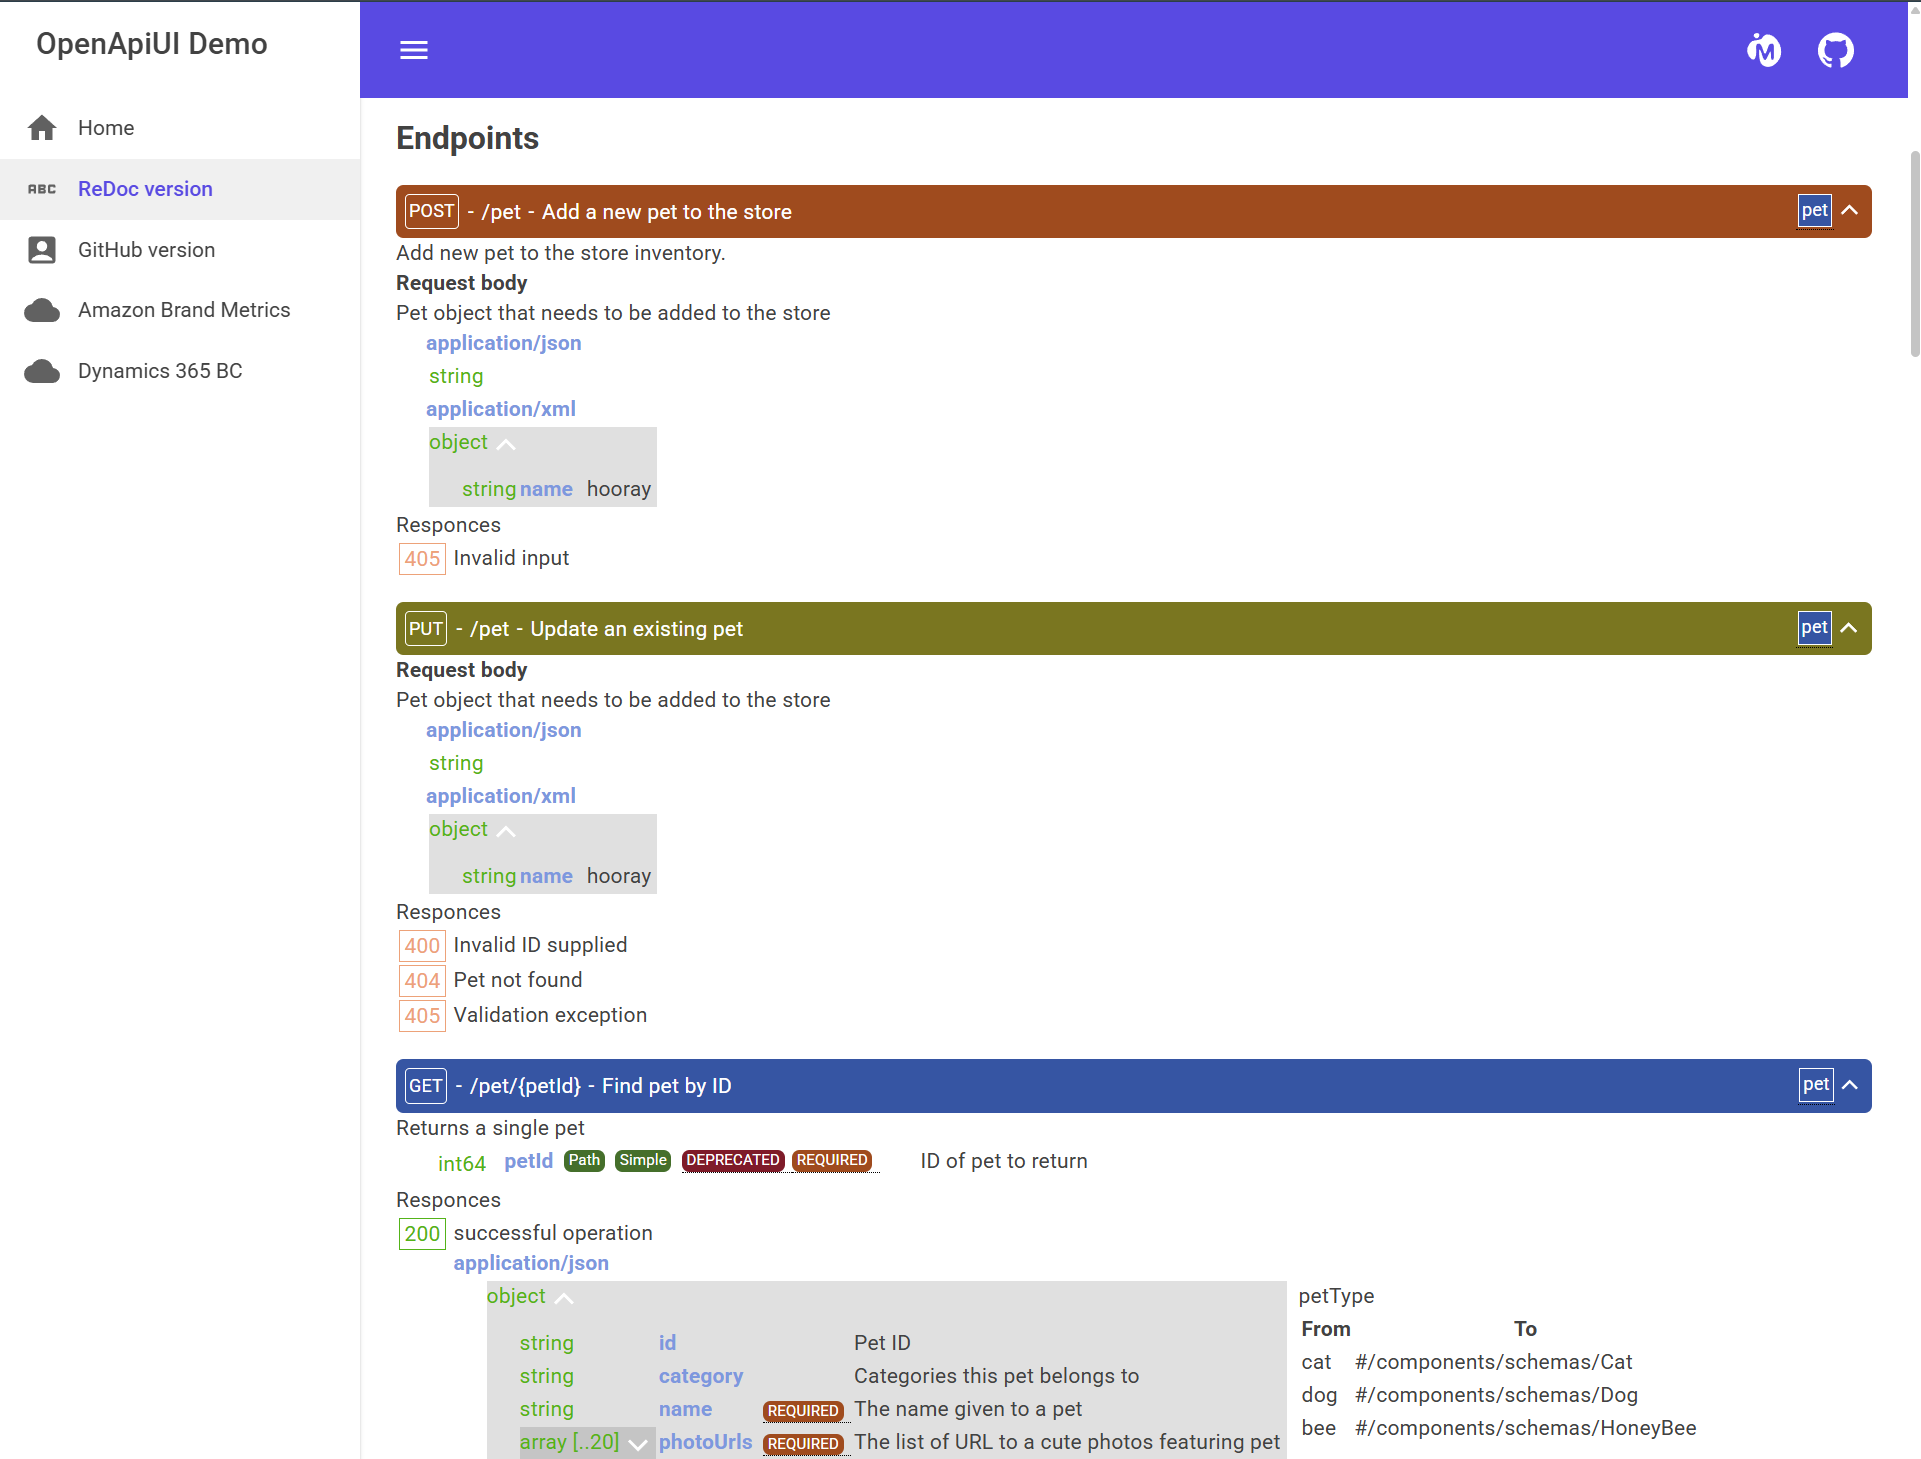 OpenApiUI Demo
Home
ABC ReDoc version
GitHub version
Amazon Brand Metrics
Dynamics 365 BC
M
Endpoints
POST - /pet - Add a new pet to the store pet
Add new pet to the store inventory.
Request body
Pet object that needs to be added to the store
application/json
string
application/xml
object
string name hooray
Responces
405 Invalid input
PUT - /pet - Update an existing pet pet
Request body
Pet object that needs to be added to the store
application/json
string
application/xml
object
string name hooray
Responces
400 Invalid ID supplied
404 Pet not found
405 Validation exception
GET - /pet/{petId} - Find pet by ID pet
Returns a single pet
int64 petId Path Simple DEPRECATED REQUIRED ID of pet to return
Responces
200 successful operation
application/json
object
string id Pet ID
string category Categories this pet belongs to
string name REQUIRED The name given to a pet
array [..20] photoUrls REQUIRED The list of URL to a cute photos featuring pet
petType
From To
cat #/components/schemas/Cat
dog #/components/schemas/Dog
bee #/components/schemas/HoneyBee